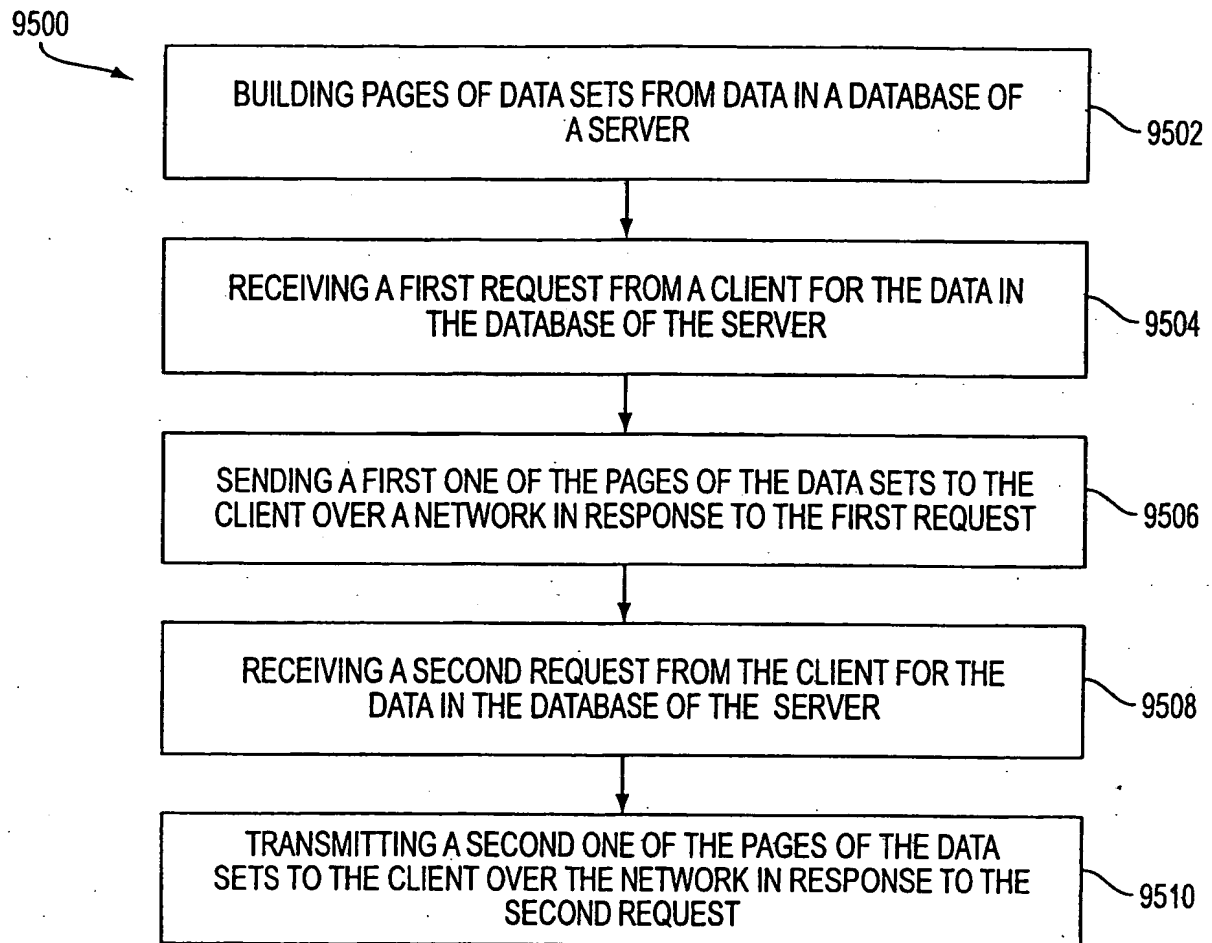 9500
BUILDING PAGES OF DATA SETS FROM DATA IN A DATABASE OF
A SERVER
9502
RECEIVING A FIRST REQUEST FROM A CLIENT FOR THE DATA IN
THE DATABASE OF THE SERVER
9504
SENDING A FIRST ONE OF THE PAGES OF THE DATA SETS TO THE
CLIENT OVER A NETWORK IN RESPONSE TO THE FIRST REQUEST
9506
RECEIVING A SECOND REQUEST FROM THE CLIENT FOR THE
DATA IN THE DATABASE OF THE SERVER
9508
TRANSMITTING A SECOND ONE OF THE PAGES OF THE DATA
SETS TO THE CLIENT OVER THE NETWORK IN RESPONSE TO THE
SECOND REQUEST
9510